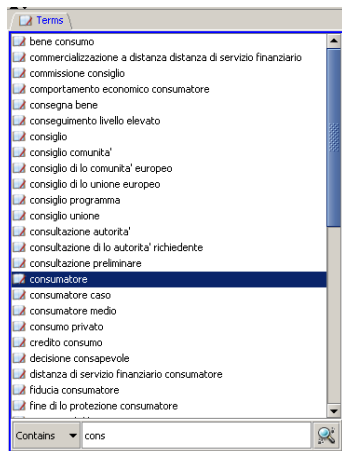 Terms
bene consumo
commercializzazione a distanza distanza di servizio finanziario
commissione consiglio
comportamento economico consumatore
consegna bene
conseguimento livello elevato
consiglio
consiglio comunita'
consiglio di lo comunita' europeo
consiglio di lo unione europeo
consiglio programma
consiglio unione
consultazione autorita'
consultazione di lo autorita' richiedente
consultazione preliminare
consumatore
consumatore caso
consumatore medio
consumo privato
credito consumo
decisione consapevole
distanza di servizio finanziario consumatore
fiducia consumatore
fine di lo protezione consumatore
Contains cons